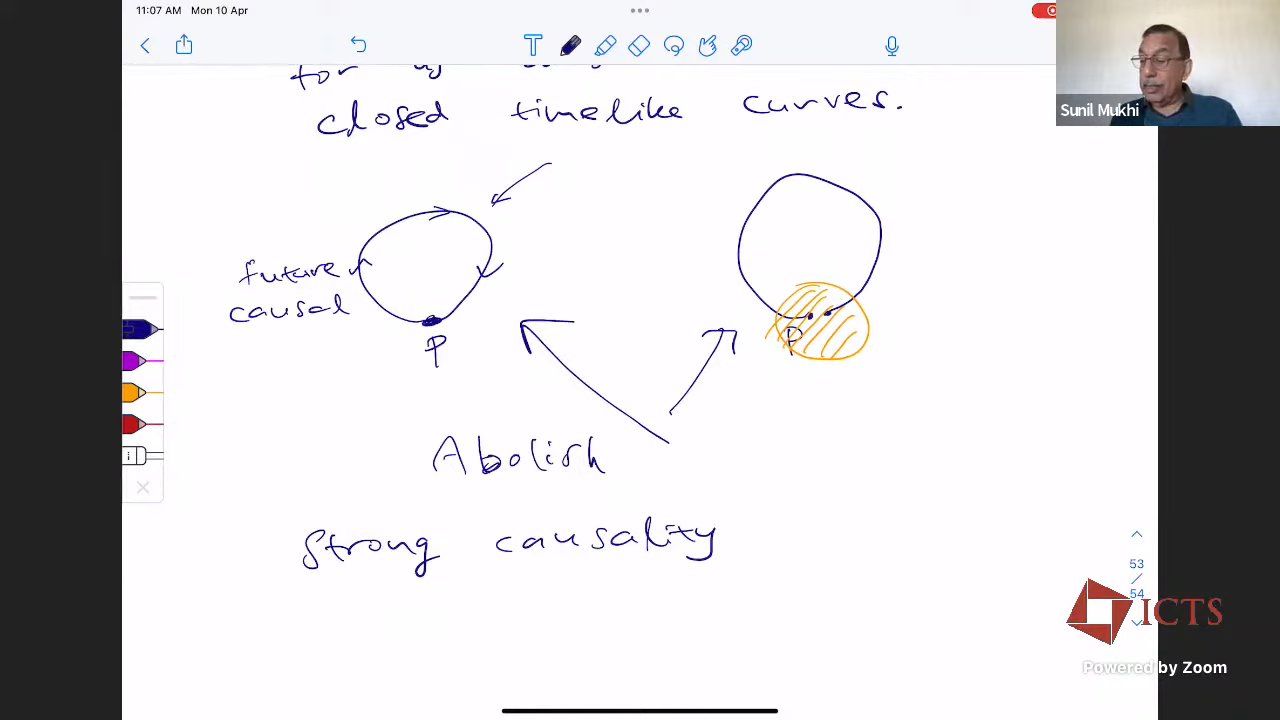 11:07 AM Mon 10 Apr
for
closed timelike curves.
Sunil Mukhi
future
causal
P
P
Abolish
Strong causality
53
/
54
ICTS
Powered by Zoom